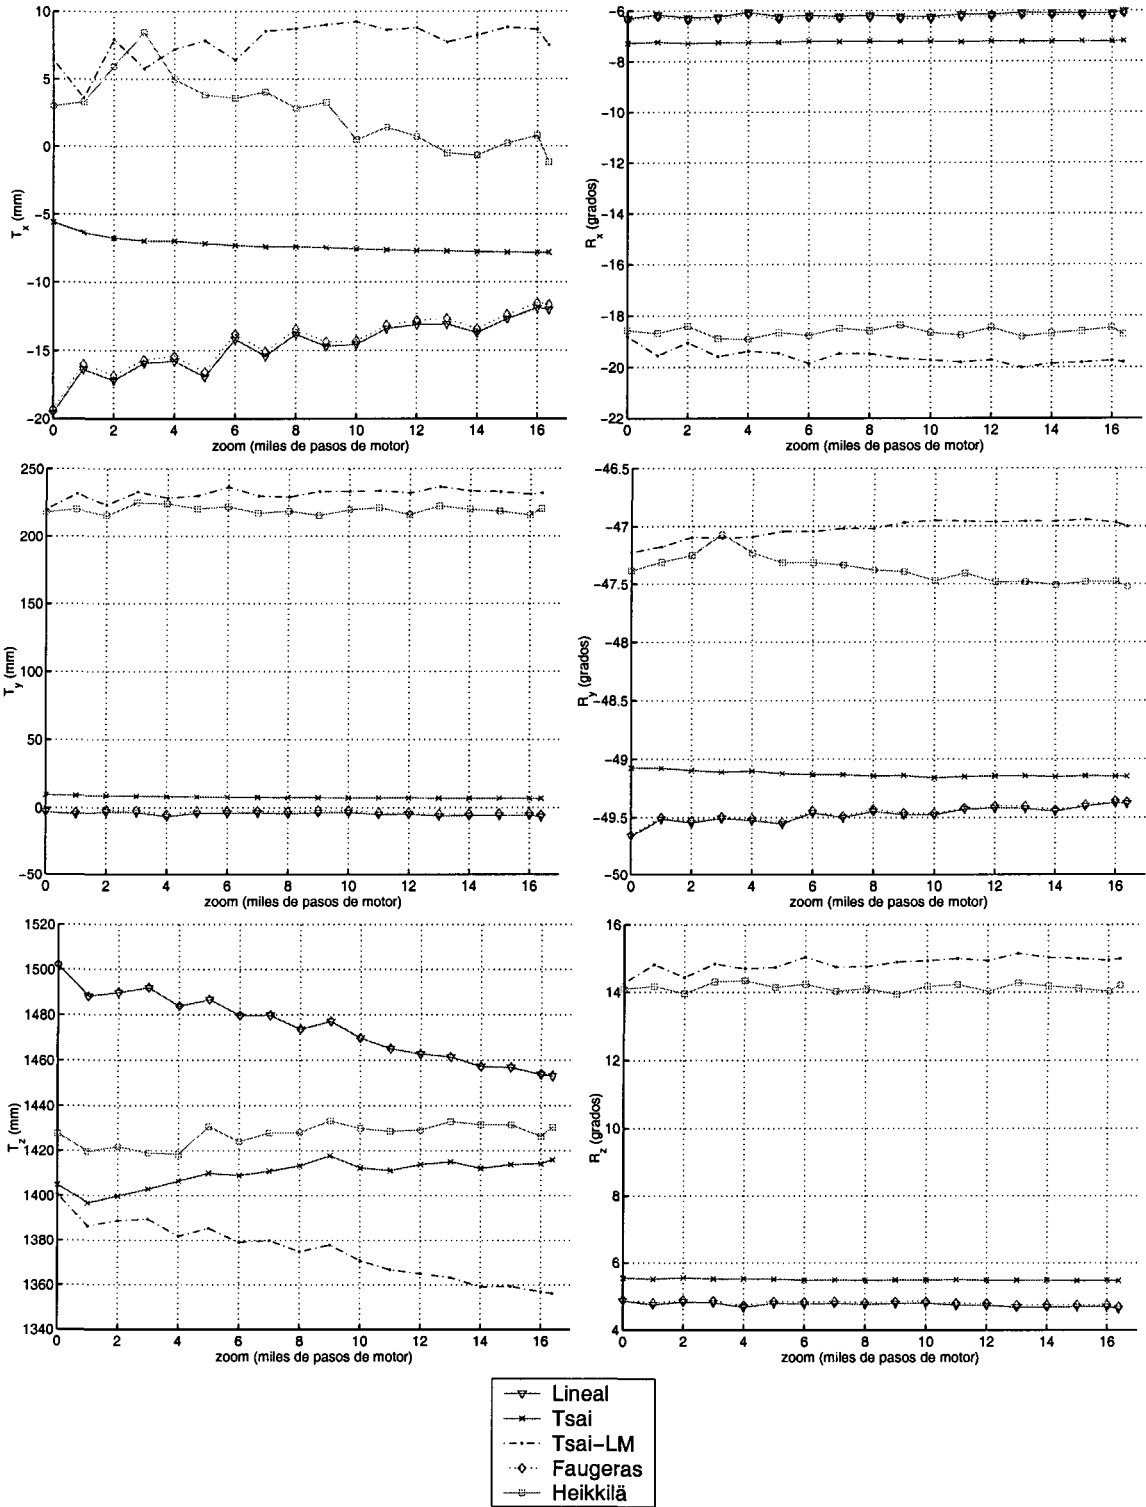 10
5
0
−5
−10
−15
−20
T_x (mm)
0 2 4 6 8 10 12 14 16
zoom (miles de pasos de motor)
−6
−8
−10
−12
−14
−16
−18
−20
−22
R_x (grados)
0 2 4 6 8 10 12 14 16
zoom (miles de pasos de motor)
250
200
150
100
50
0
−50
T_y (mm)
0 2 4 6 8 10 12 14 16
zoom (miles de pasos de motor)
−46.5
−47
−47.5
−48
−48.5
−49
−49.5
−50
R_y (grados)
0 2 4 6 8 10 12 14 16
zoom (miles de pasos de motor)
1520
1500
1480
1460
1440
1420
1400
1380
1360
1340
T_z (mm)
0 2 4 6 8 10 12 14 16
zoom (miles de pasos de motor)
16
14
12
10
8
6
4
R_z (grados)
0 2 4 6 8 10 12 14 16
zoom (miles de pasos de motor)
Lineal
Tsai
Tsai−LM
Faugeras
Heikkilä